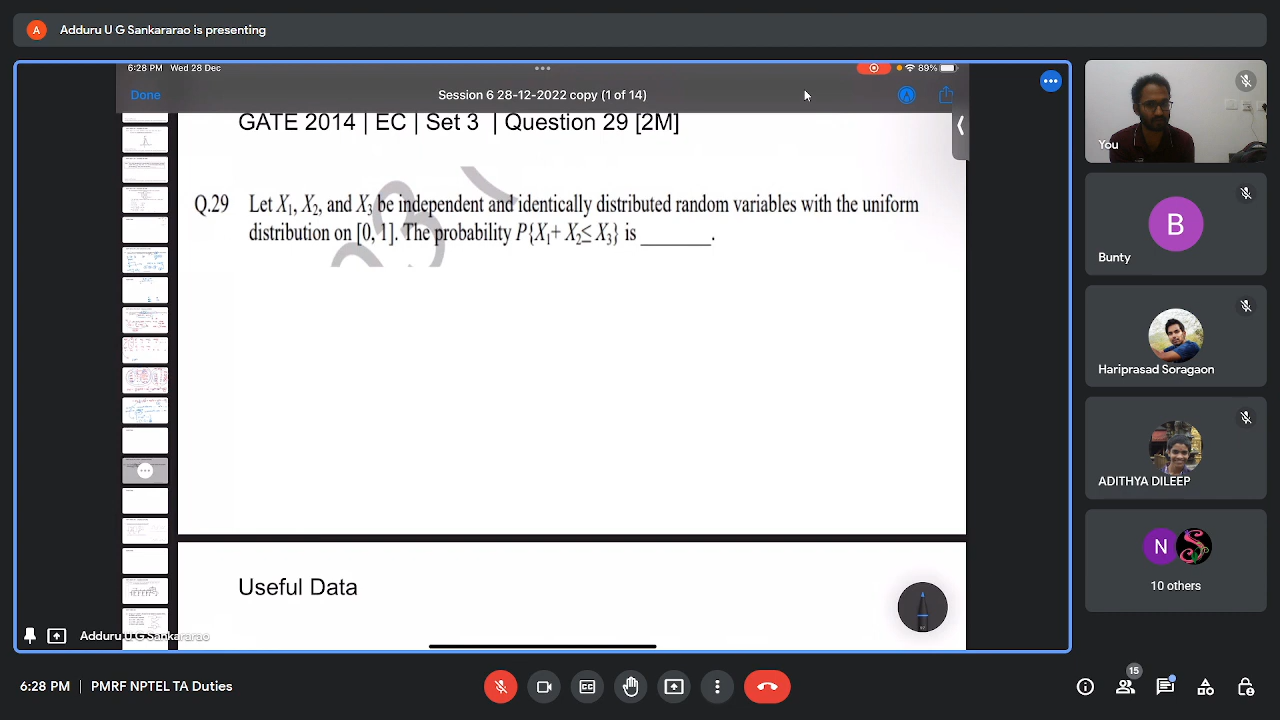 A
Adduru U G Sankararao is presenting
6:28 PM Wed 28 Dec
89%
Done
Session 6 28-12-2022 copy (1 of 14)
GATE 2014 | EC | Set 3 | Question 29 [2M]
Q.29 Let X₁, X₂, and X₃ be independent and identically distributed random variables with the uniform
distribution on [0, 1]. The probability P{X₁+ X₂≤ X₃} is ________.
Useful Data
Adduru U G Sankararao
You
B
Bunty
Hariprasad Soragaon
ADITHYA DILEEP
N
10 others
6:28 PM | PMRF NPTEL TA Duties
15